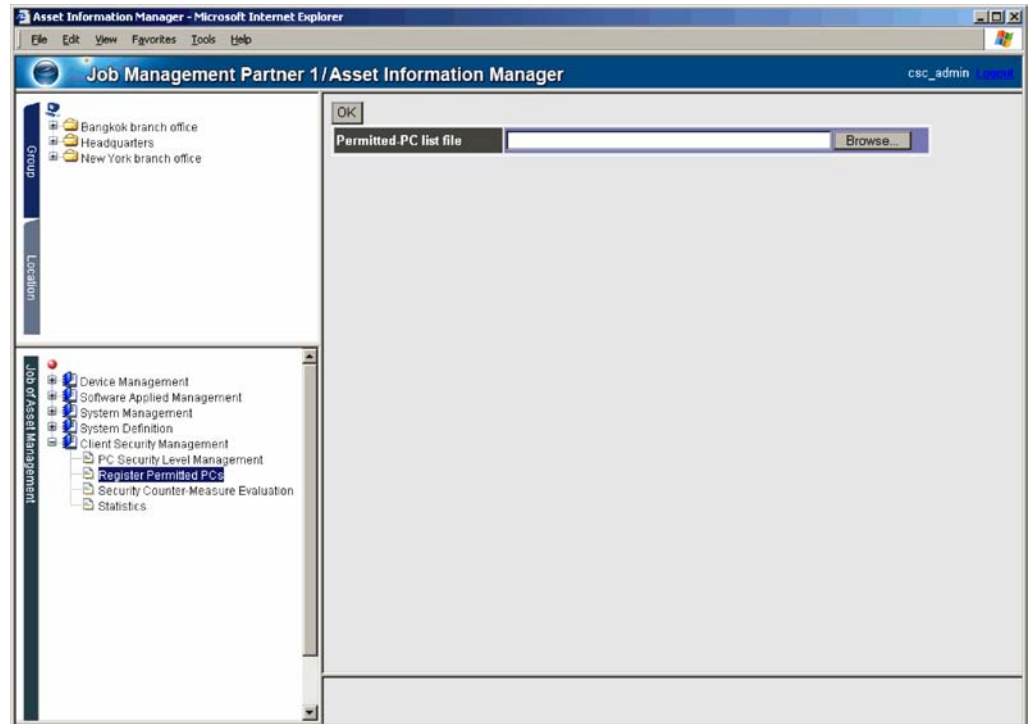 Asset Information Manager - Microsoft Internet Explorer
File Edit View Favorites Tools Help
Job Management Partner 1/Asset Information Manager
csc_admin Logout
Group
Location
Bangkok branch office
Headquarters
New York branch office
OK
Permitted-PC list file
Browse...
Job of Asset Management
Device Management
Software Applied Management
System Management
System Definition
Client Security Management
PC Security Level Management
Register Permitted PCs
Security Counter-Measure Evaluation
Statistics